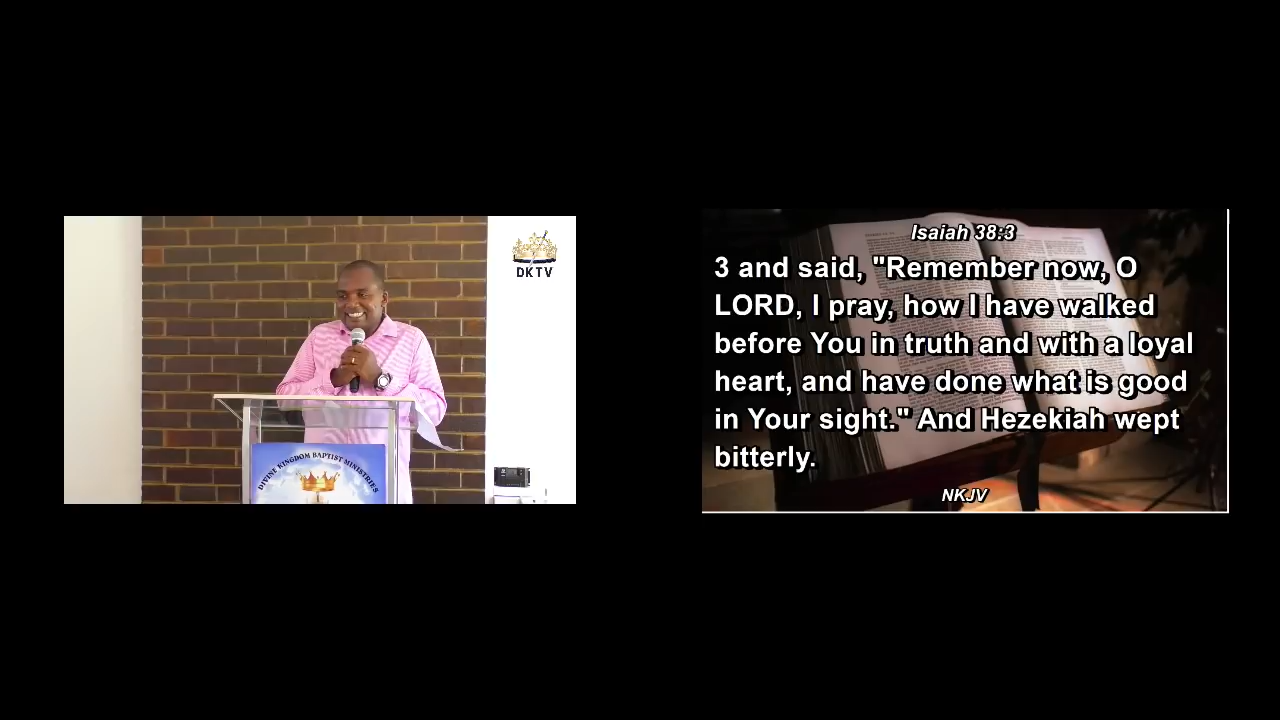 DKTV
DIVINE KINGDOM BAPTIST MINISTRIES
Isaiah 38:3
3 and said, "Remember now, O
LORD, I pray, how I have walked
before You in truth and with a loyal
heart, and have done what is good
in Your sight." And Hezekiah wept
bitterly.
NKJV